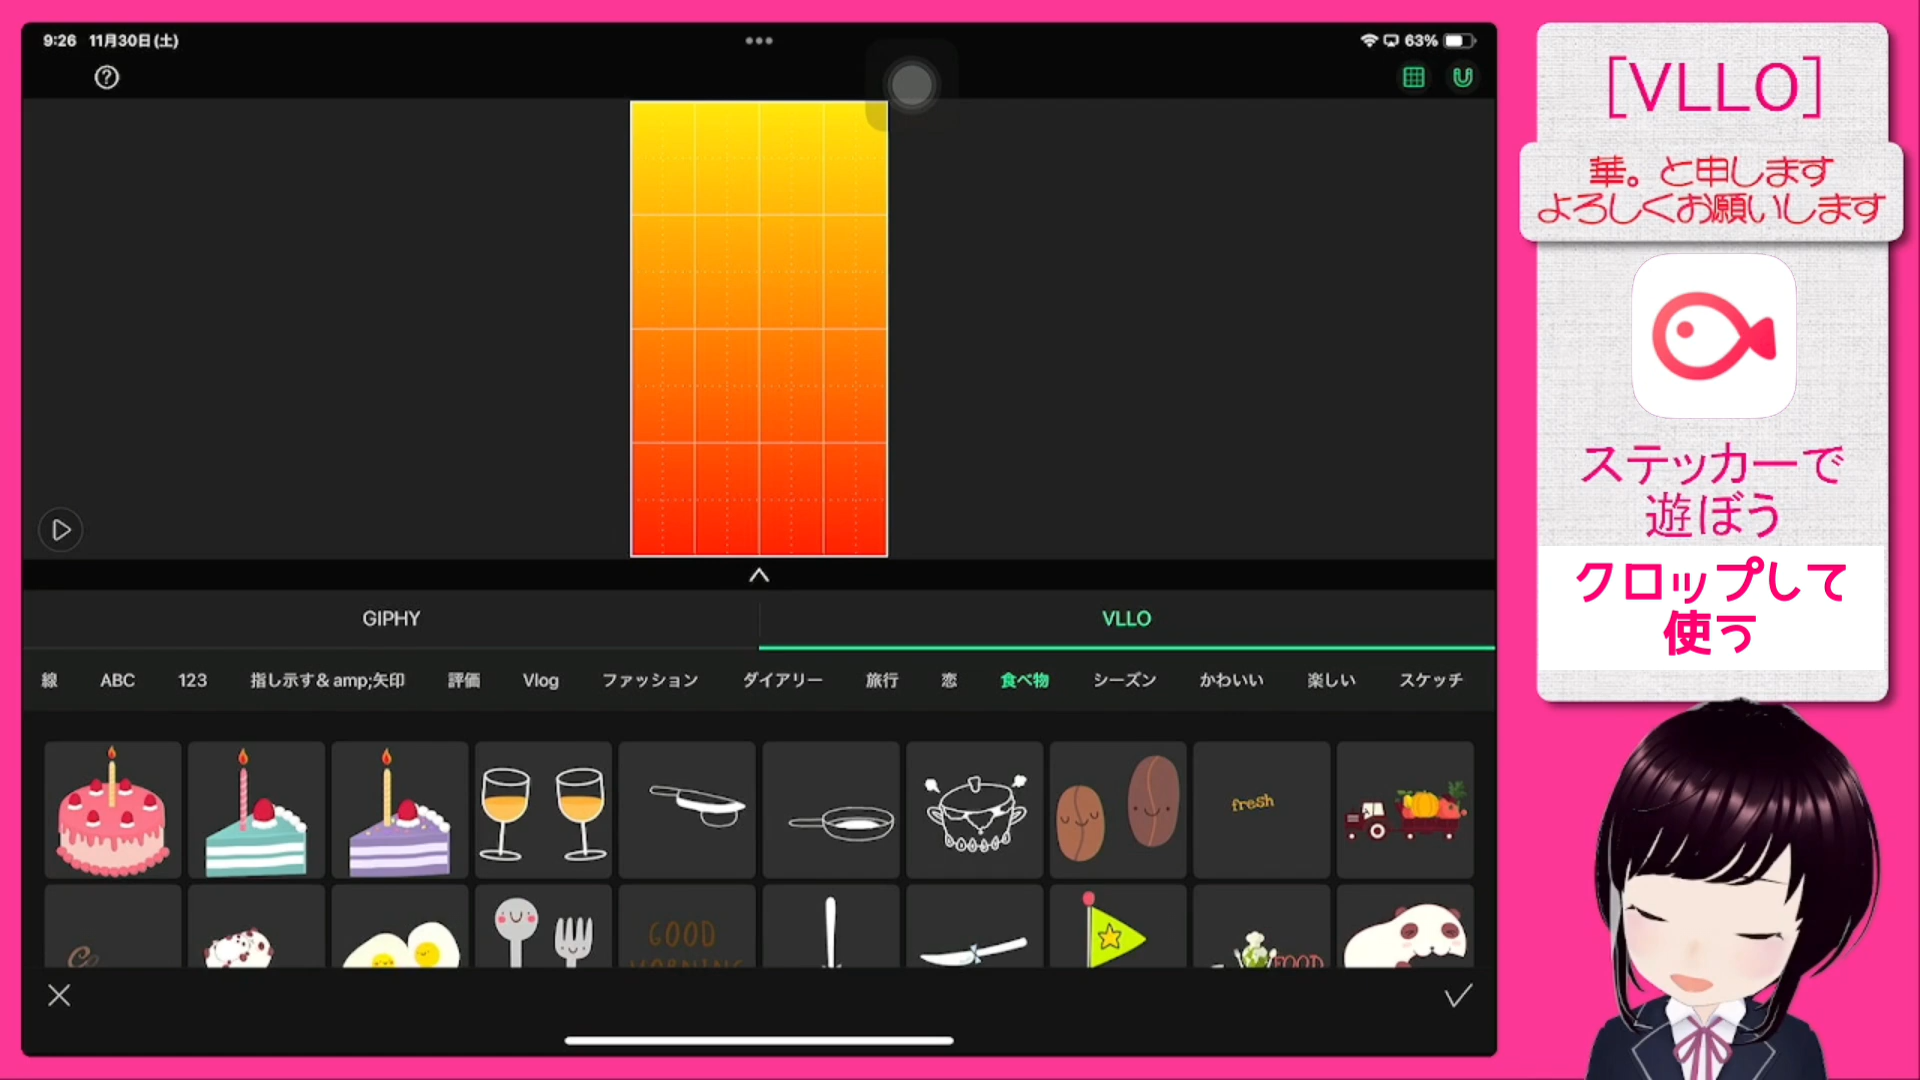 9:26 11月30日(土)
63%
[VLLO]
華。と申します
よろしくお願いします
ステッカーで
遊ぼう
クロップして
使う
GIPHY
VLLO
線 ABC 123 指し示す&amp;矢印 評価 Vlog ファッション ダイアリー 旅行 恋 食べ物 シーズン かわいい 楽しい スケッチ
fresh
GOOD
MORNING
FOOD